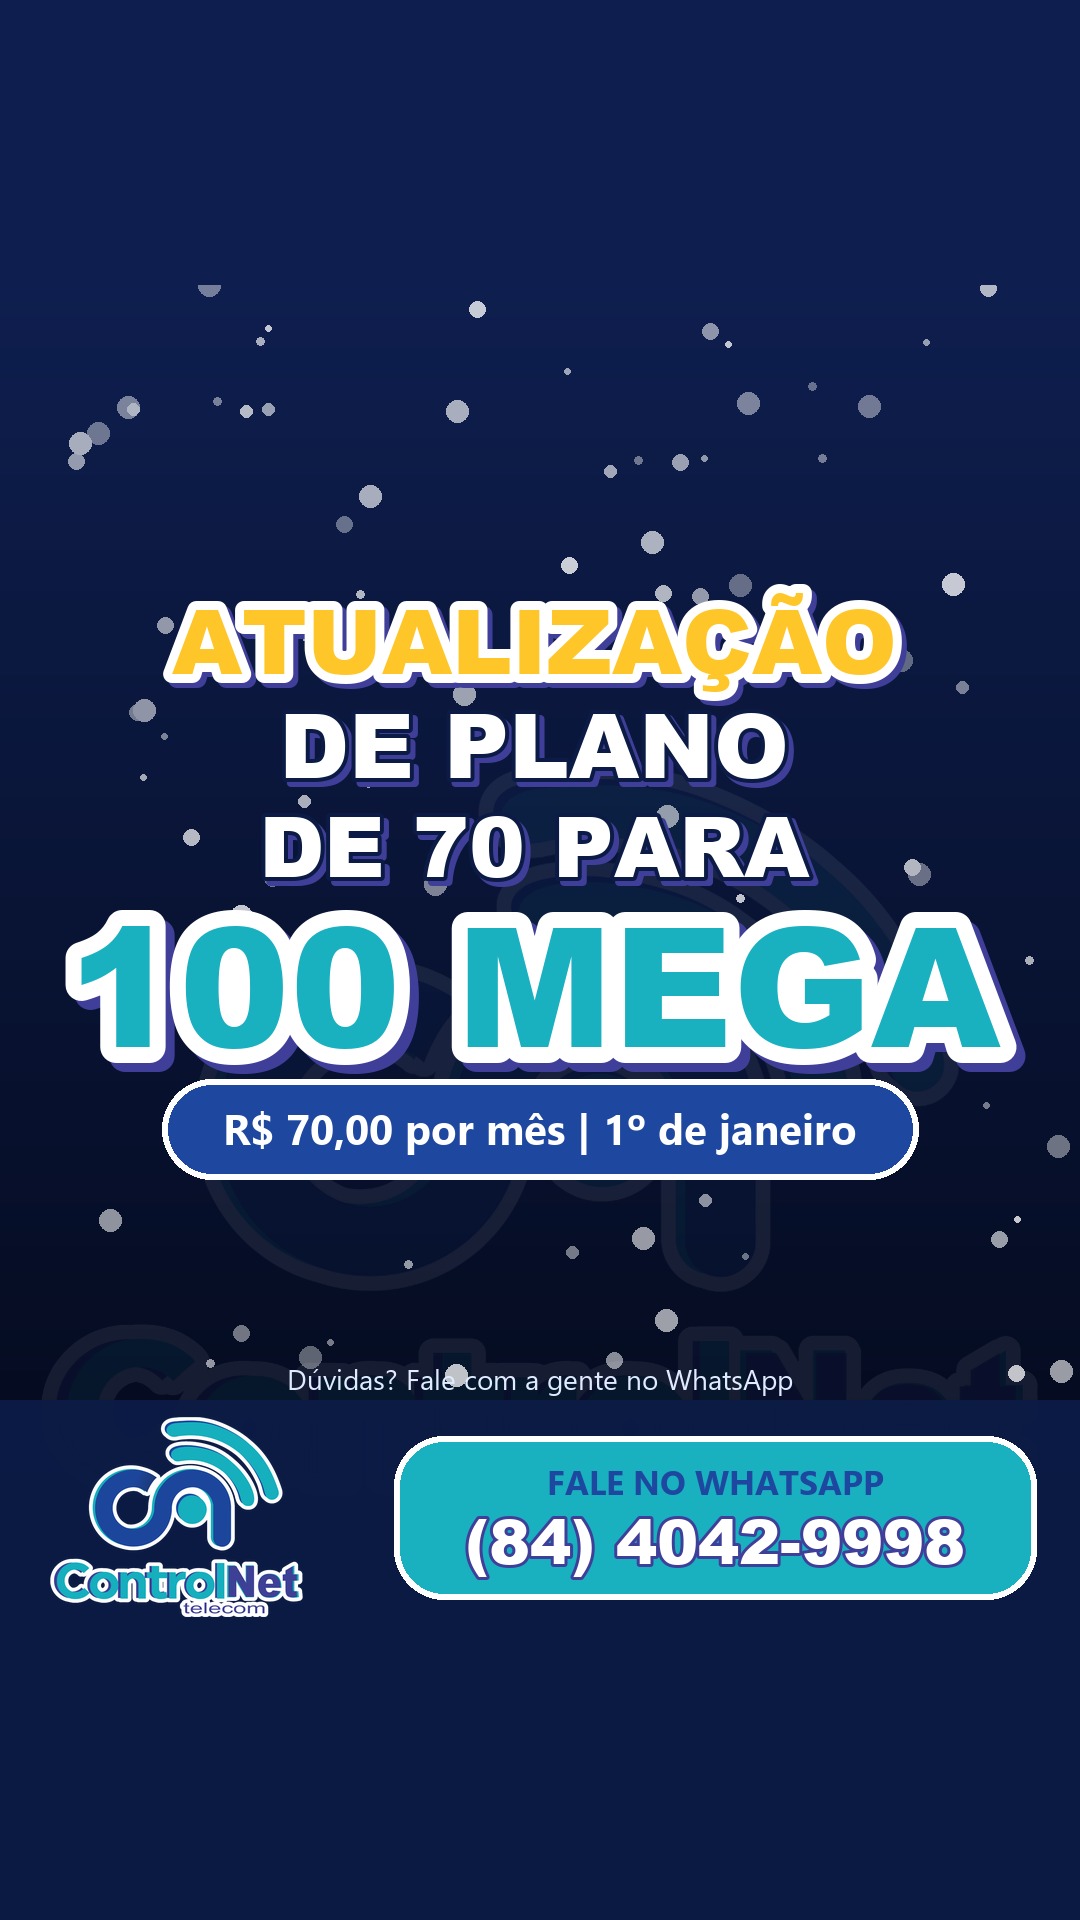 ATUALIZAÇÃO
DE PLANO
DE 70 PARA
100 MEGA
R$ 70,00 por mês | 1º de janeiro
Dúvidas? Fale com a gente no WhatsApp
FALE NO WHATSAPP
(84) 4042-9998
ControlNet
telecom